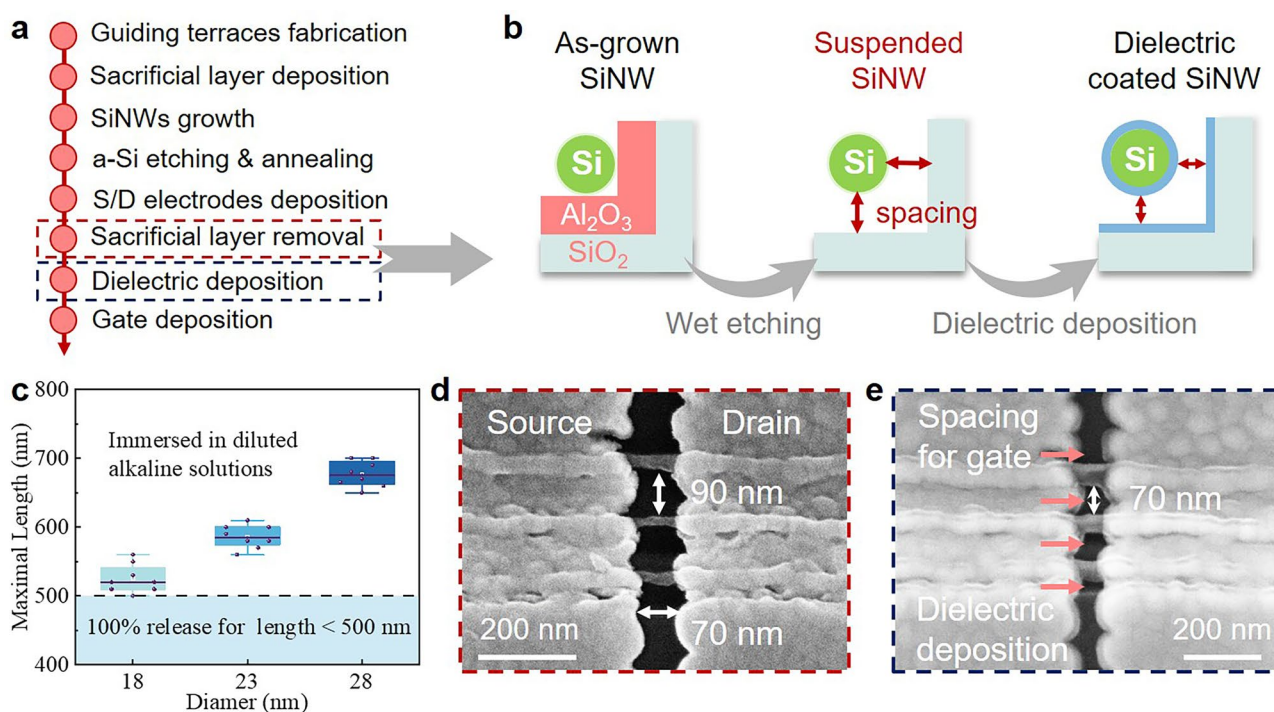 a
Guiding terraces fabrication
Sacrificial layer deposition
SiNWs growth
a-Si etching & annealing
S/D electrodes deposition
Sacrificial layer removal
Dielectric deposition
Gate deposition
b
As-grown
SiNW
Suspended
SiNW
Dielectric
coated SiNW
Si
Al₂O₃
SiO₂
Si
spacing
Si
Wet etching
Dielectric deposition
c
Maximal Length (nm)
800
700
600
500
400
Immersed in diluted
alkaline solutions
100% release for length < 500 nm
18
23
28
Diamer (nm)
d
Source
Drain
90 nm
200 nm
70 nm
e
Spacing
for gate
70 nm
Dielectric
deposition
200 nm